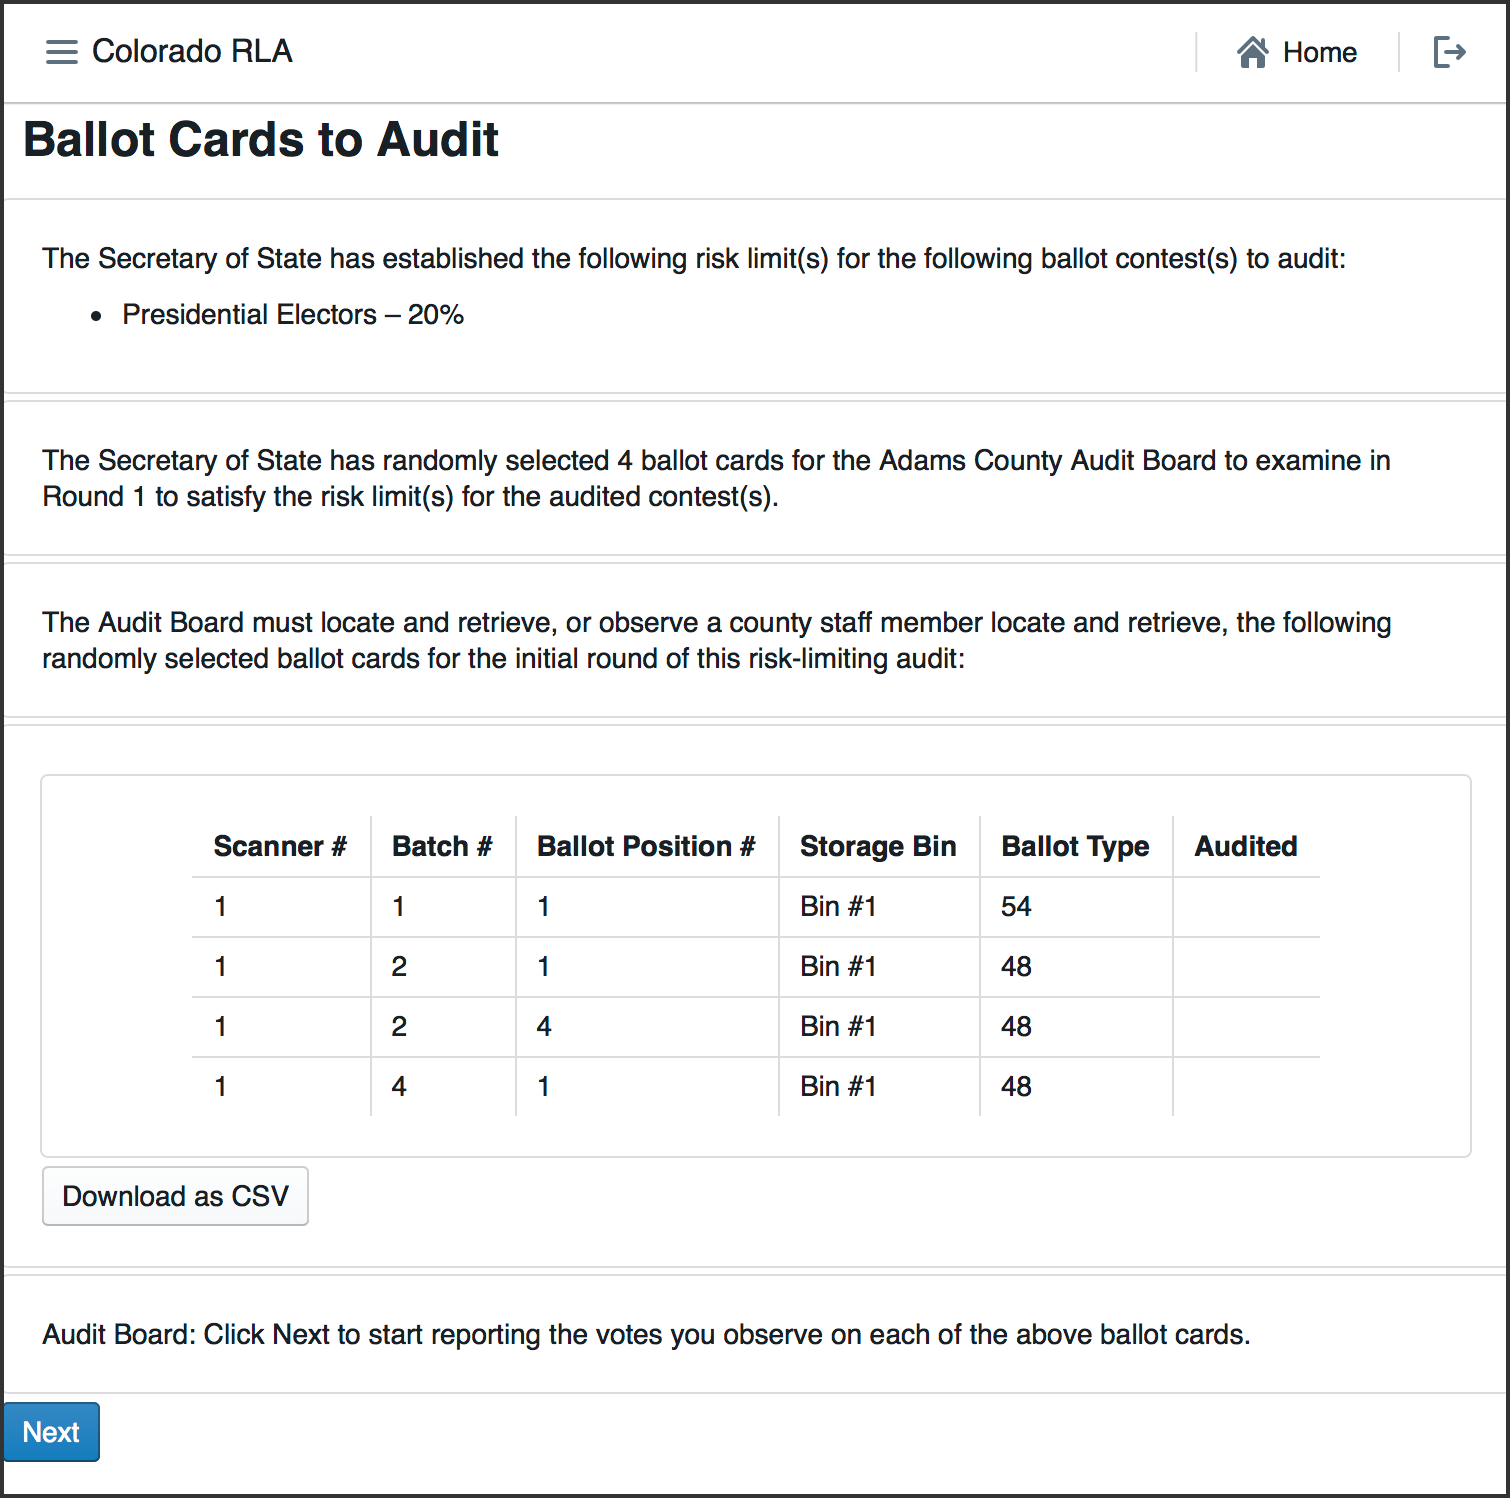 Colorado RLA Home
Ballot Cards to Audit
The Secretary of State has established the following risk limit(s) for the following ballot contest(s) to audit:
• Presidential Electors – 20%
The Secretary of State has randomly selected 4 ballot cards for the Adams County Audit Board to examine in
Round 1 to satisfy the risk limit(s) for the audited contest(s).
The Audit Board must locate and retrieve, or observe a county staff member locate and retrieve, the following
randomly selected ballot cards for the initial round of this risk-limiting audit:
Scanner # Batch # Ballot Position # Storage Bin Ballot Type Audited
1 1 1 Bin #1 54
1 2 1 Bin #1 48
1 2 4 Bin #1 48
1 4 1 Bin #1 48
Download as CSV
Audit Board: Click Next to start reporting the votes you observe on each of the above ballot cards.
Next